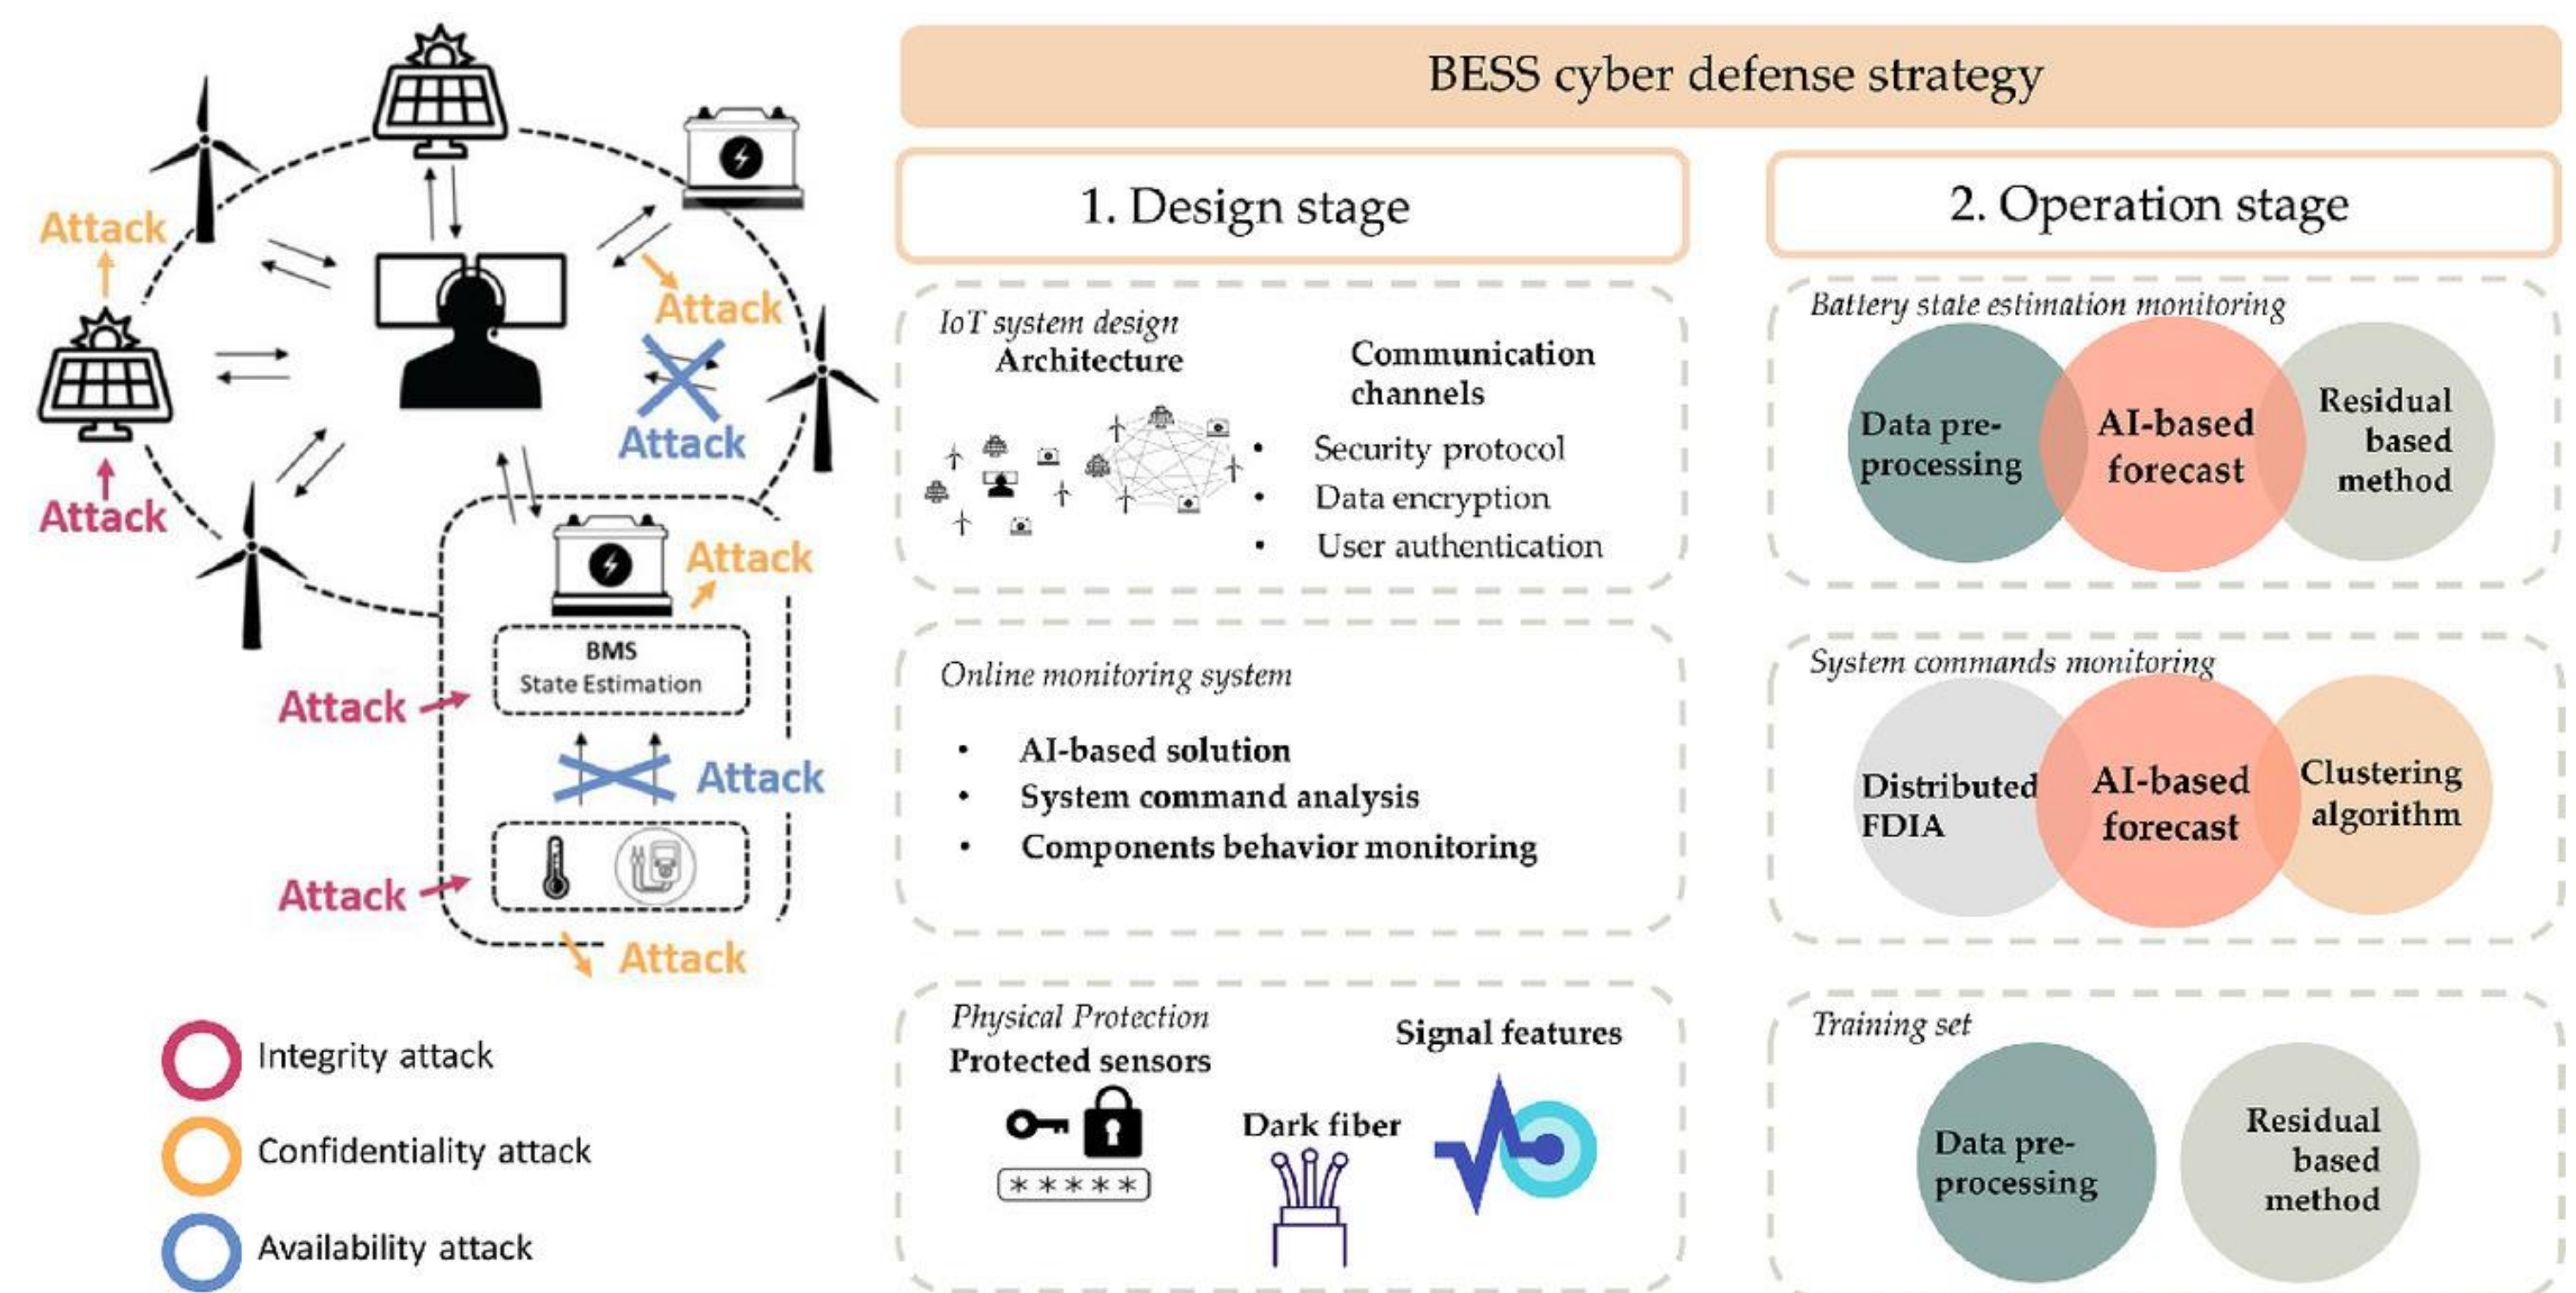 Attack
Attack
Attack
Attack
Attack
Attack
BMS
State Estimation
Attack
Attack
Attack
Attack
Integrity attack
Confidentiality attack
Availability attack
BESS cyber defense strategy
1. Design stage
IoT system design
Architecture
Communication
channels
• Security protocol
• Data encryption
• User authentication
Online monitoring system
• AI-based solution
• System command analysis
• Components behavior monitoring
Physical Protection
Protected sensors
*****
Dark fiber
Signal features
2. Operation stage
Battery state estimation monitoring
Data pre-
processing
AI-based
forecast
Residual
based
method
System commands monitoring
Distributed
FDIA
AI-based
forecast
Clustering
algorithm
Training set
Data pre-
processing
Residual
based
method